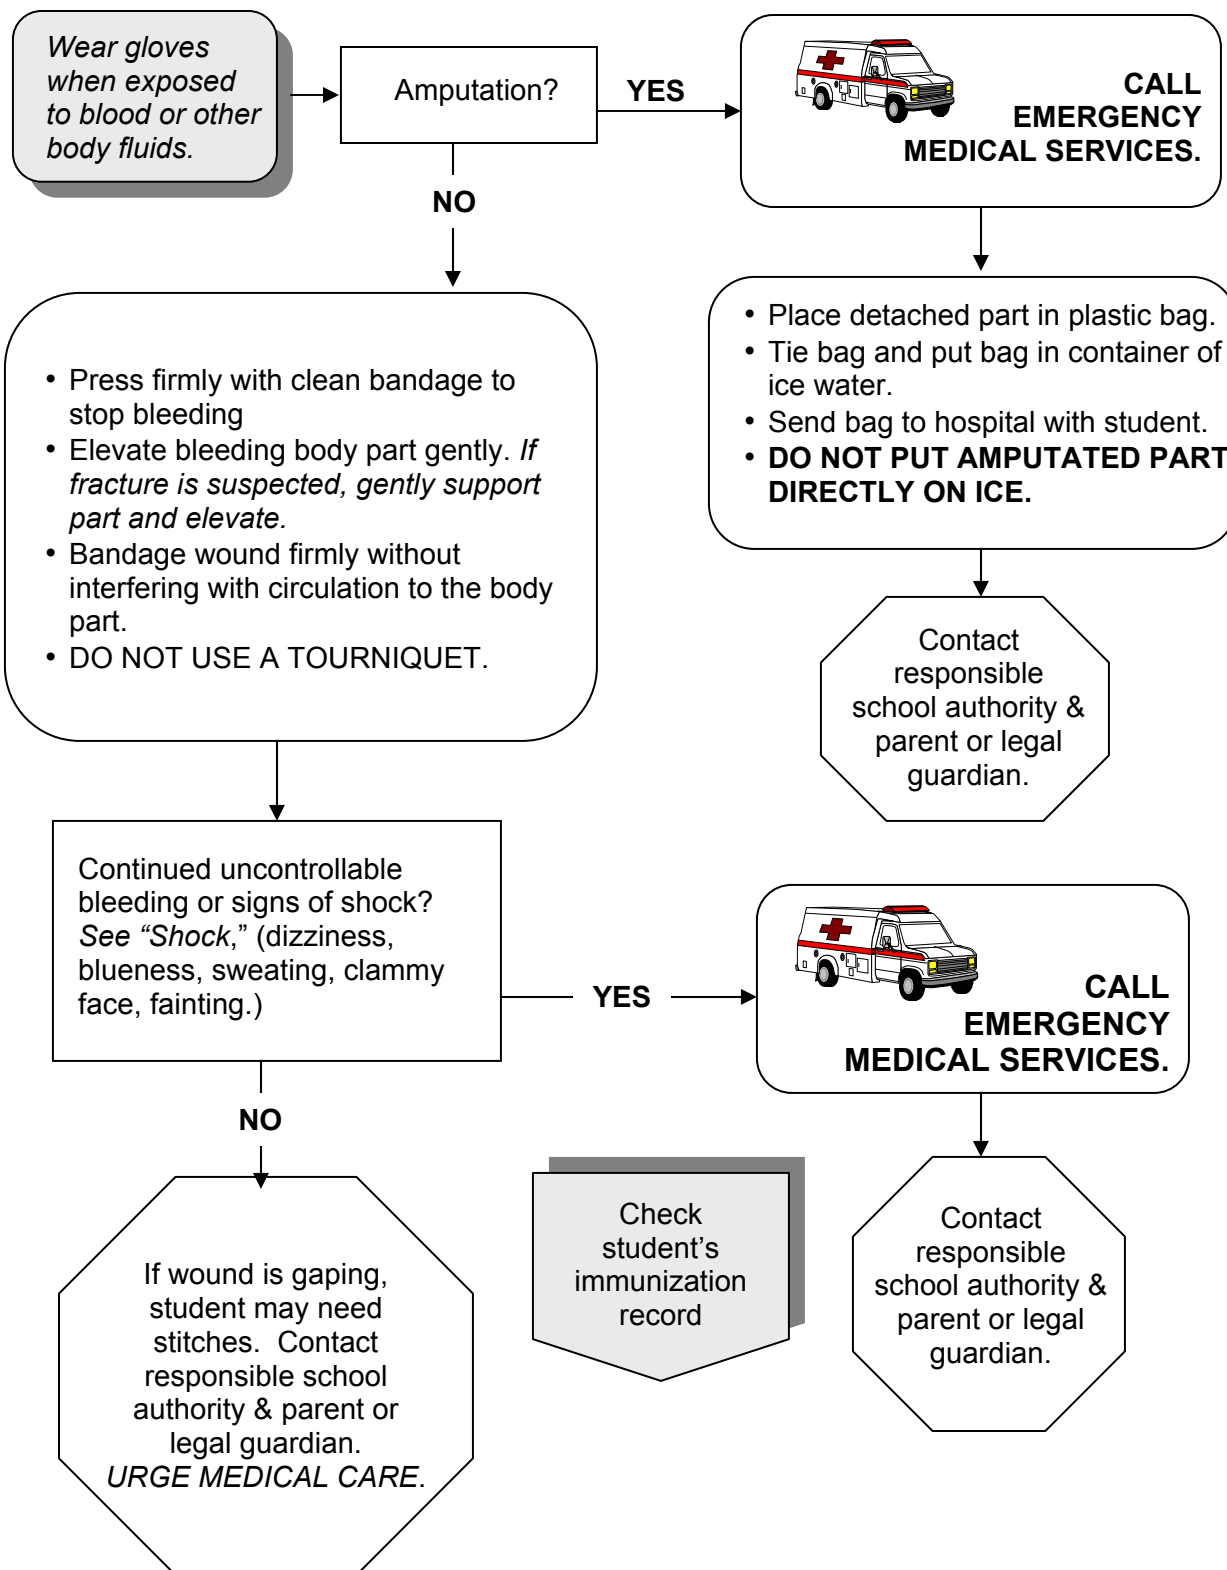 Wear gloves
when exposed
to blood or other
body fluids.
Amputation?
YES
CALL
EMERGENCY
MEDICAL SERVICES.
NO
• Place detached part in plastic bag.
• Tie bag and put bag in container of
ice water.
• Send bag to hospital with student.
• DO NOT PUT AMPUTATED PART
DIRECTLY ON ICE.
• Press firmly with clean bandage to
stop bleeding
• Elevate bleeding body part gently. If
fracture is suspected, gently support
part and elevate.
• Bandage wound firmly without
interfering with circulation to the body
part.
• DO NOT USE A TOURNIQUET.
Contact
responsible
school authority &
parent or legal
guardian.
Continued uncontrollable
bleeding or signs of shock?
See “Shock,” (dizziness,
blueness, sweating, clammy
face, fainting.)
YES
CALL
EMERGENCY
MEDICAL SERVICES.
NO
If wound is gaping,
student may need
stitches.  Contact
responsible school
authority & parent or
legal guardian.
URGE MEDICAL CARE.
Check
student’s
immunization
record
Contact
responsible
school authority &
parent or legal
guardian.